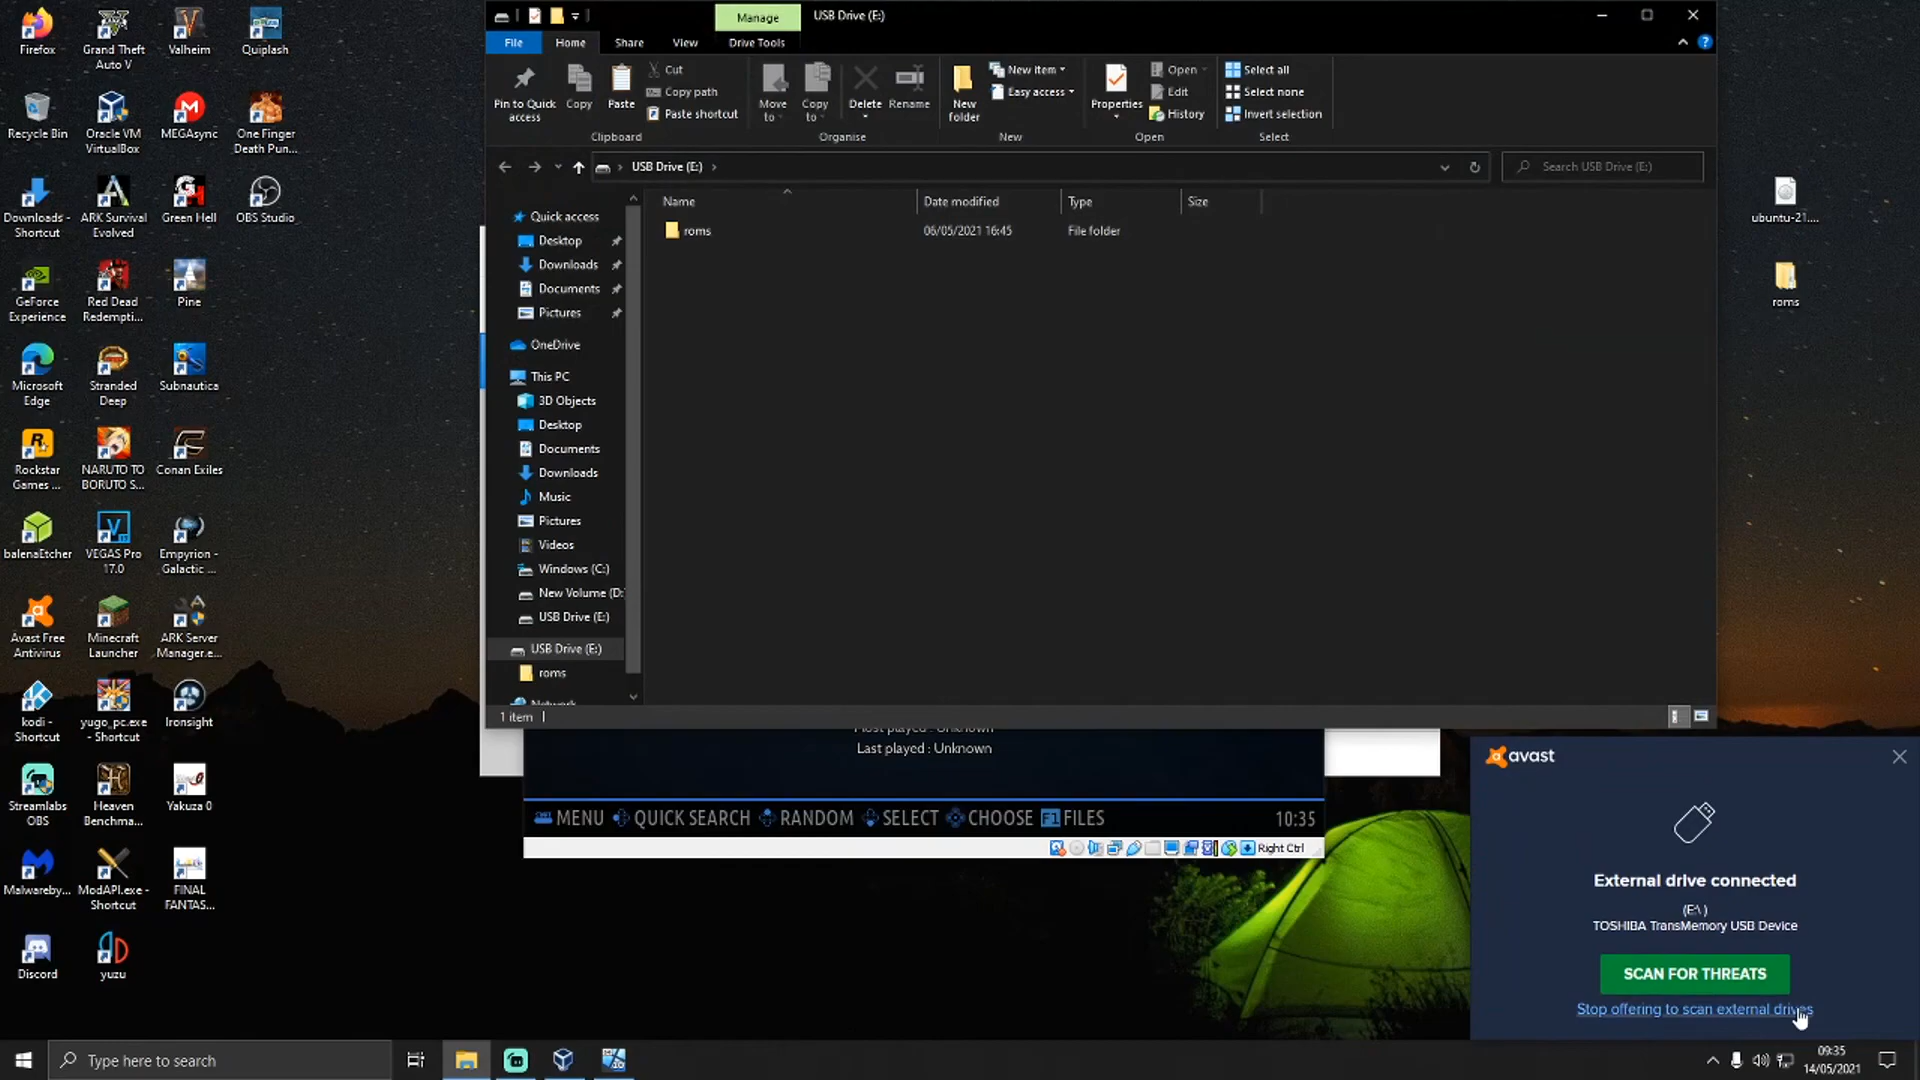 Firefox
Grand Theft
Auto V
Valheim
Quiplash
Recycle Bin
Oracle VM
VirtualBox
MEGAsync
One Finger
Death Pun...
Downloads -
Shortcut
ARK Survival
Evolved
Green Hell
OBS Studio
GeForce
Experience
Red Dead
Redempti...
Pine
Microsoft
Edge
Stranded
Deep
Subnautica
Rockstar
Games ...
NARUTO TO
BORUTO S...
Conan Exiles
balenaEtcher
VEGAS Pro
17.0
Empyrion -
Galactic ...
Avast Free
Antivirus
Minecraft
Launcher
ARK Server
Manager.e...
kodi -
Shortcut
yugo_pc.exe
- Shortcut
Ironsight
Streamlabs
OBS
Heaven
Benchma...
Yakuza 0
Malwareby...
ModAPI.exe -
Shortcut
FINAL
FANTAS...
Discord
yuzu
Manage
USB Drive (E:)
File
Home
Share
View
Drive Tools
Pin to Quick
access
Copy
Paste
Cut
Copy path
Paste shortcut
Clipboard
Move
to
Copy
to
Delete
Rename
Organise
New
folder
New item
Easy access
New
Properties
Open
Edit
History
Open
Select all
Select none
Invert selection
Select
USB Drive (E:)
Search USB Drive (E:)
Name
Date modified
Type
Size
roms
06/05/2021 16:45
File folder
Quick access
Desktop
Downloads
Documents
Pictures
OneDrive
This PC
3D Objects
Desktop
Documents
Downloads
Music
Pictures
Videos
Windows (C:)
New Volume (D:
USB Drive (E:)
USB Drive (E:)
roms
Network
1 item
ubuntu-21....
roms
Most played : Unknown
Last played : Unknown
MENU QUICK SEARCH RANDOM SELECT CHOOSE F1 FILES 10:35
Right Ctrl
avast
External drive connected
(E:\ )
TOSHIBA TransMemory USB Device
SCAN FOR THREATS
Stop offering to scan external drives
Type here to search
09:35
14/05/2021